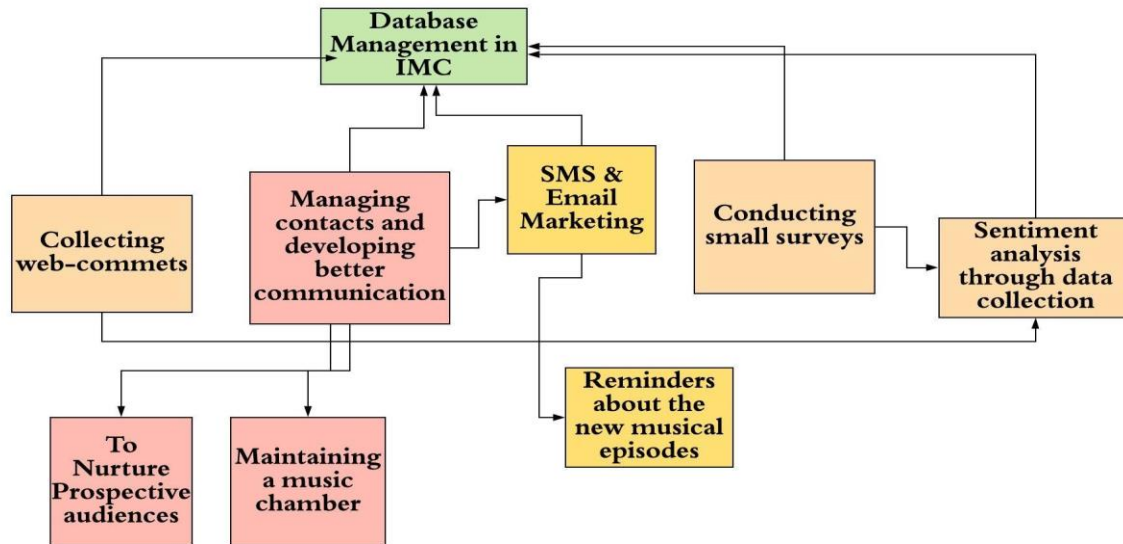 Database
Management in
IMC
Collecting
web-commets
Managing
contacts and
developing
better
communication
SMS &
Email
Marketing
Conducting
small surveys
Sentiment
analysis
through data
collection
To
Nurture
Prospective
audiences
Maintaining
a music
chamber
Reminders
about the
new musical
episodes